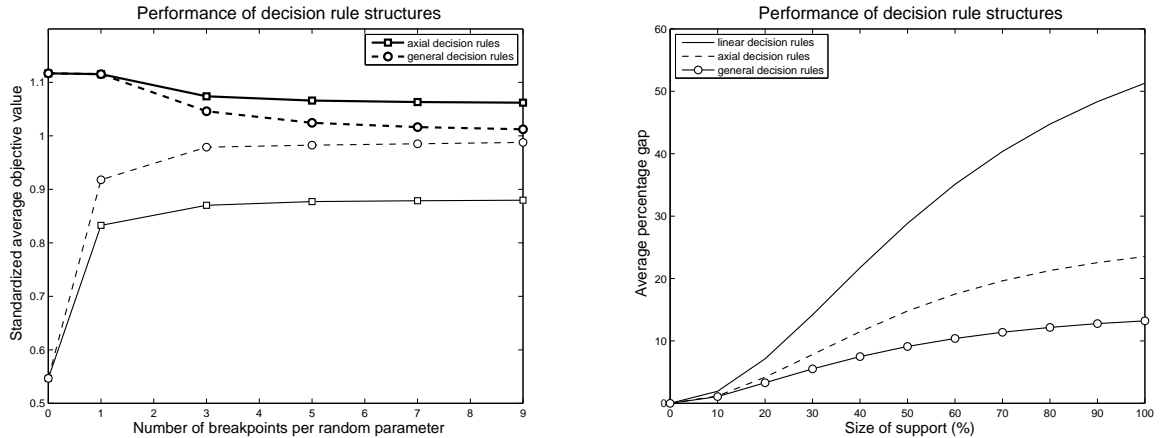 Performance of decision rule structures
Standardized average objective value
1.1
1
0.9
0.8
0.7
0.6
0.5
axial decision rules
general decision rules
0 1 2 3 4 5 6 7 8 9
Number of breakpoints per random parameter
Performance of decision rule structures
Average percentage gap
60
50
40
30
20
10
0
linear decision rules
axial decision rules
general decision rules
0 10 20 30 40 50 60 70 80 90 100
Size of support (%)